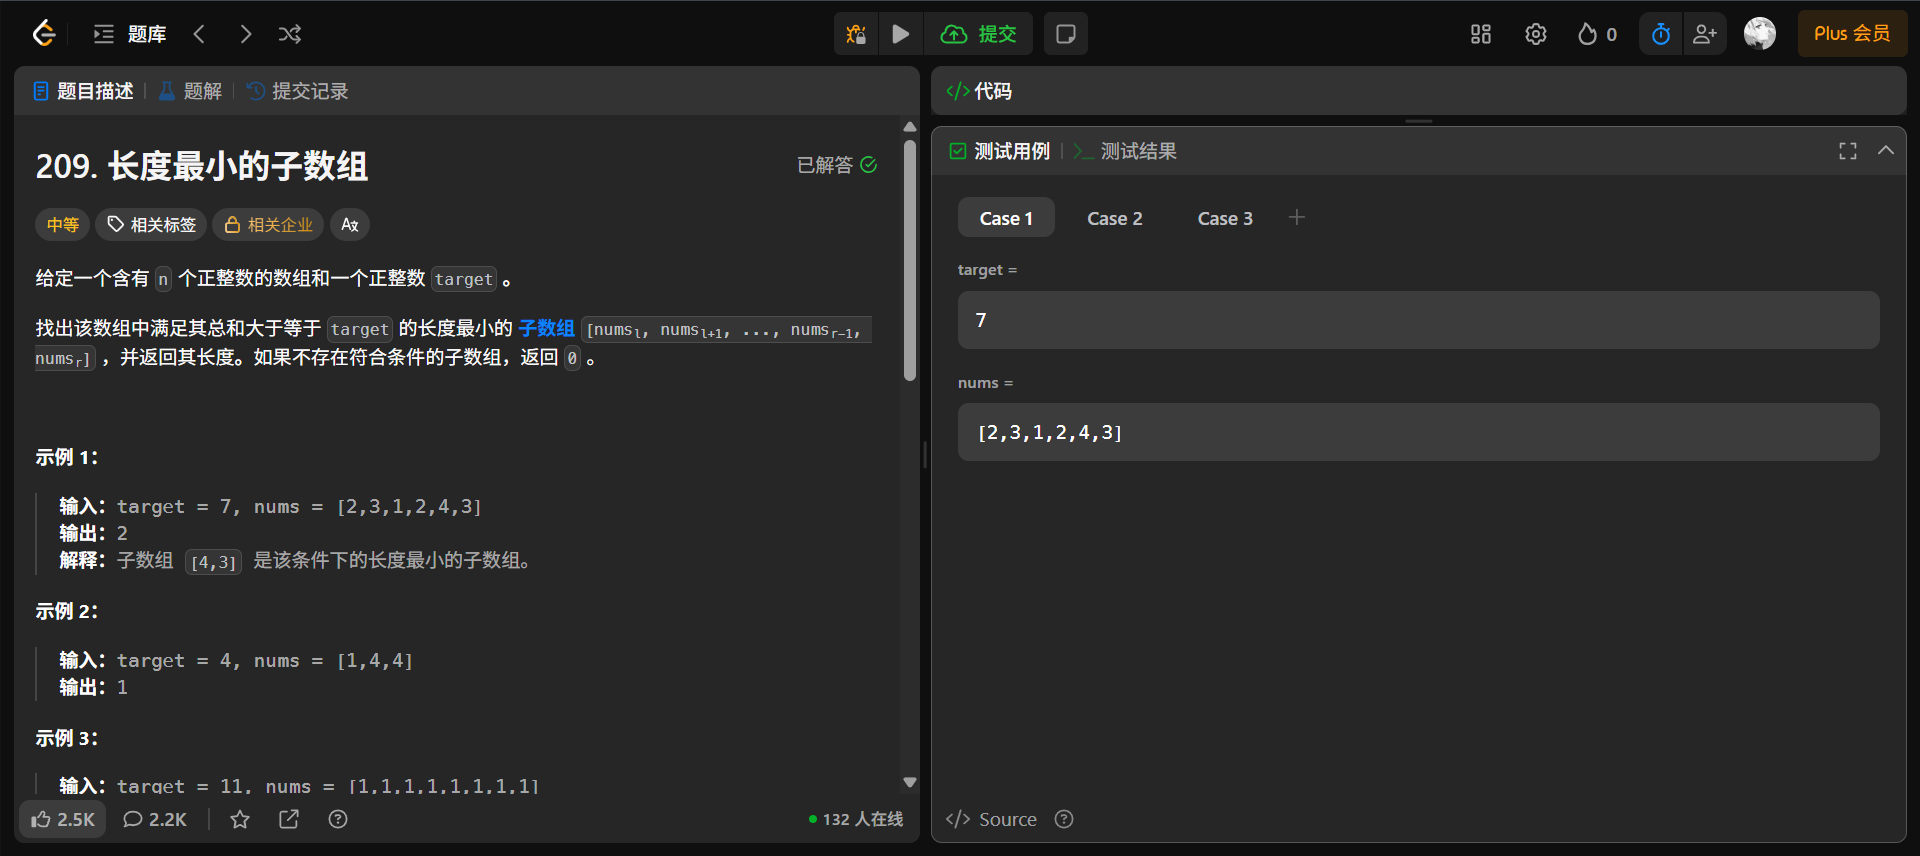 题库
提交
0
Plus 会员
题目描述
题解
提交记录
209. 长度最小的子数组
已解答
中等
相关标签
相关企业
给定一个含有 n 个正整数的数组和一个正整数 target 。
找出该数组中满足其总和大于等于 target 的长度最小的 子数组 [numsl, numsl+1, ..., numsr-1,
numsr] ，并返回其长度。如果不存在符合条件的子数组，返回 0 。
示例 1：
输入：target = 7, nums = [2,3,1,2,4,3]
输出：2
解释：子数组 [4,3] 是该条件下的长度最小的子数组。
示例 2：
输入：target = 4, nums = [1,4,4]
输出：1
示例 3：
输入：target = 11, nums = [1,1,1,1,1,1,1,1]
2.5K
2.2K
132 人在线
</> 代码
测试用例
测试结果
Case 1
Case 2
Case 3
target =
7
nums =
[2,3,1,2,4,3]
</> Source